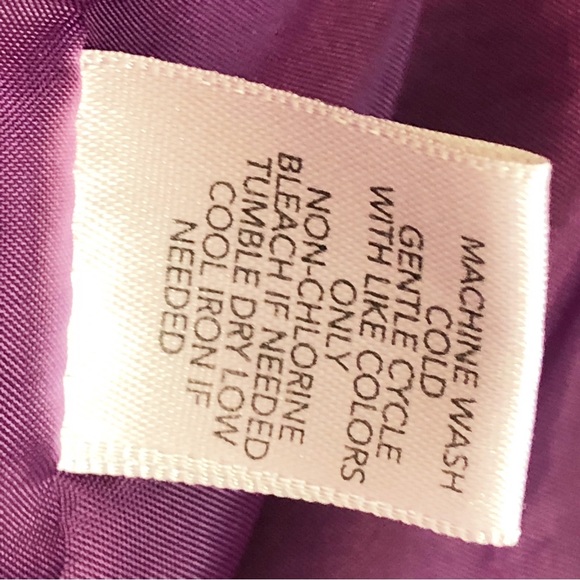 MACHINE WASH
COLD
GENTLE CYCLE
WITH LIKE COLORS
ONLY
NON-CHLORINE
BLEACH IF NEEDED
TUMBLE DRY LOW
COOL IRON IF
NEEDED